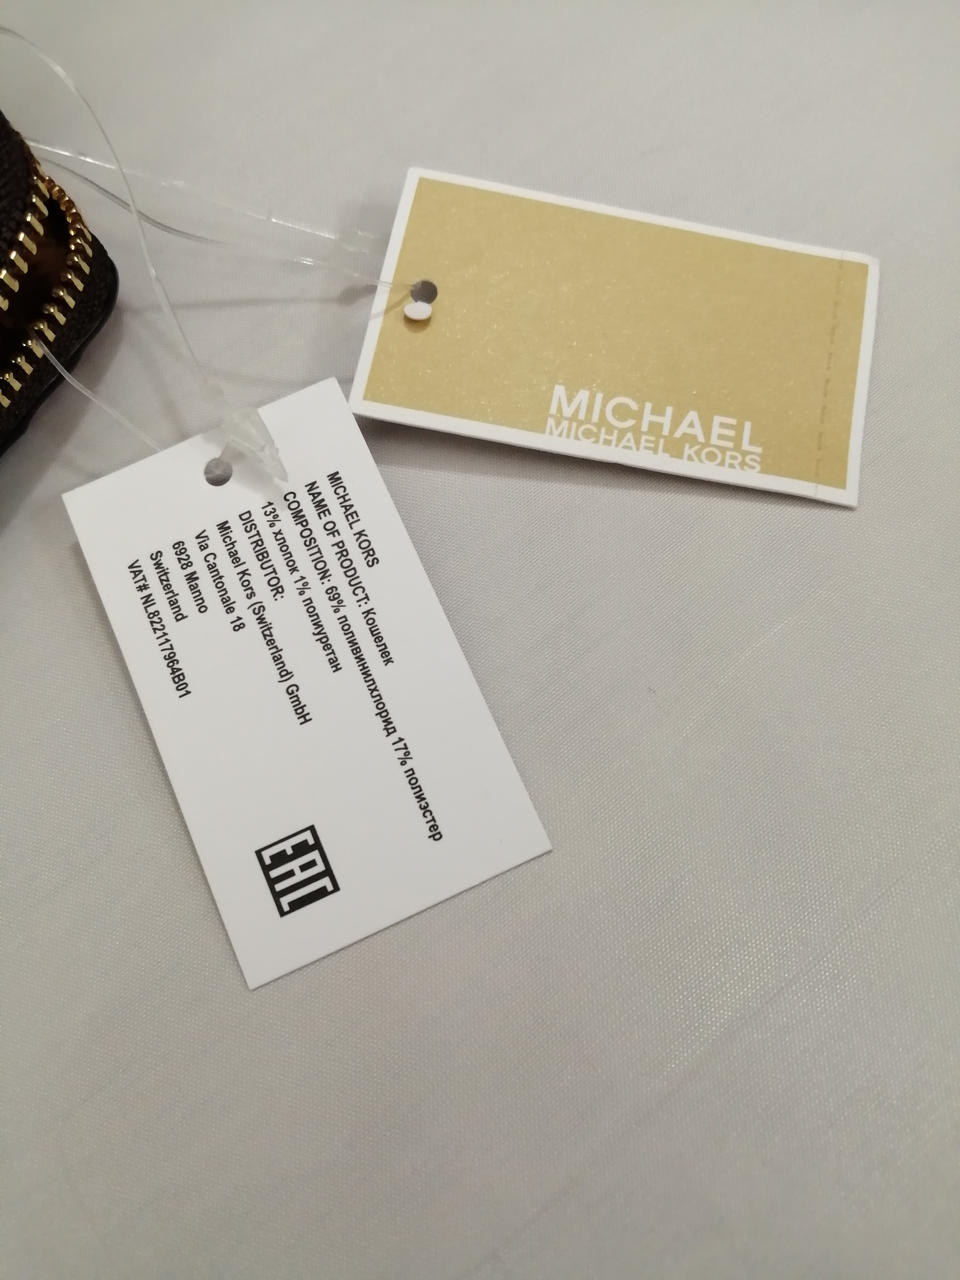 MICHAEL
MICHAEL KORS
MICHAEL KORS
NAME OF PRODUCT: Кошелек
COMPOSITION: 69% поливинилхлорид 17% полиэстер
13% хлопок 1% полиуретан
DISTRIBUTOR:
Michael Kors (Switzerland) GmbH
Via Cantonale 18
6928 Manno
Switzerland
VAT# NL822117964B01
EAC